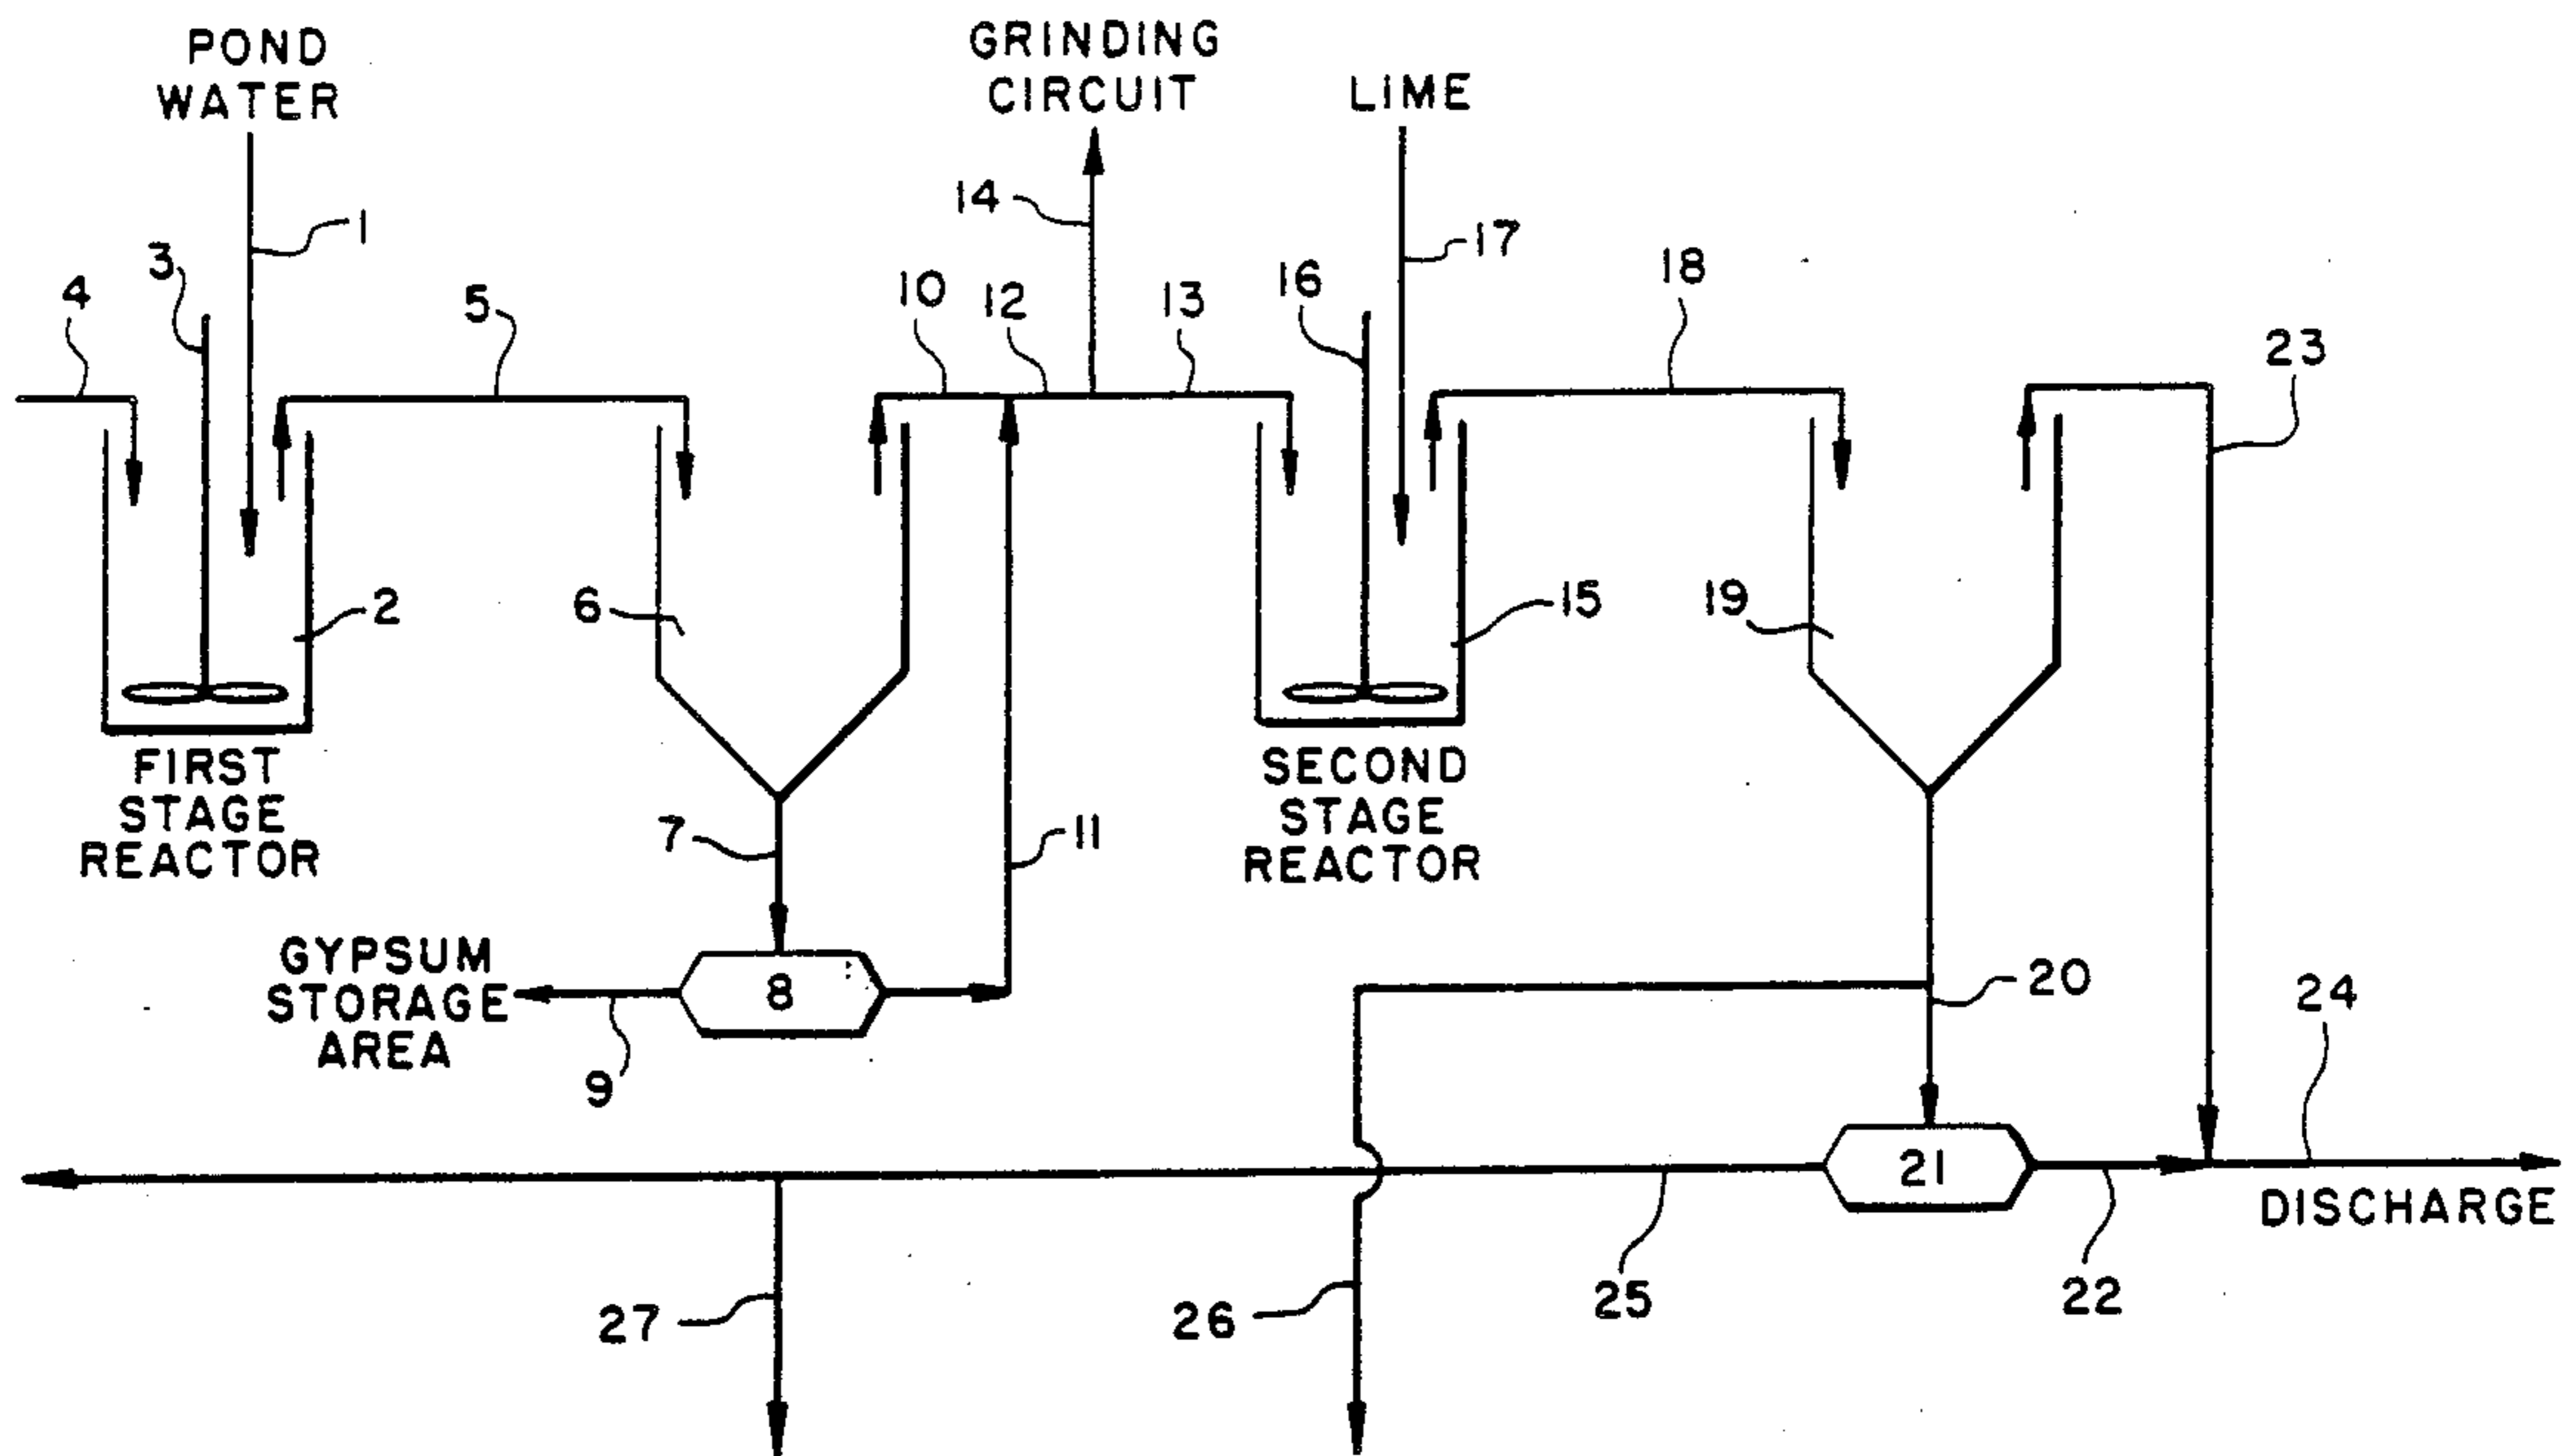 POND
WATER
GRINDING
CIRCUIT
LIME
1
2
3
4
5
6
7
8
9
10
11
12
13
14
15
16
17
18
19
20
21
22
23
24
25
26
27
FIRST
STAGE
REACTOR
SECOND
STAGE
REACTOR
GYPSUM
STORAGE
AREA
DISCHARGE